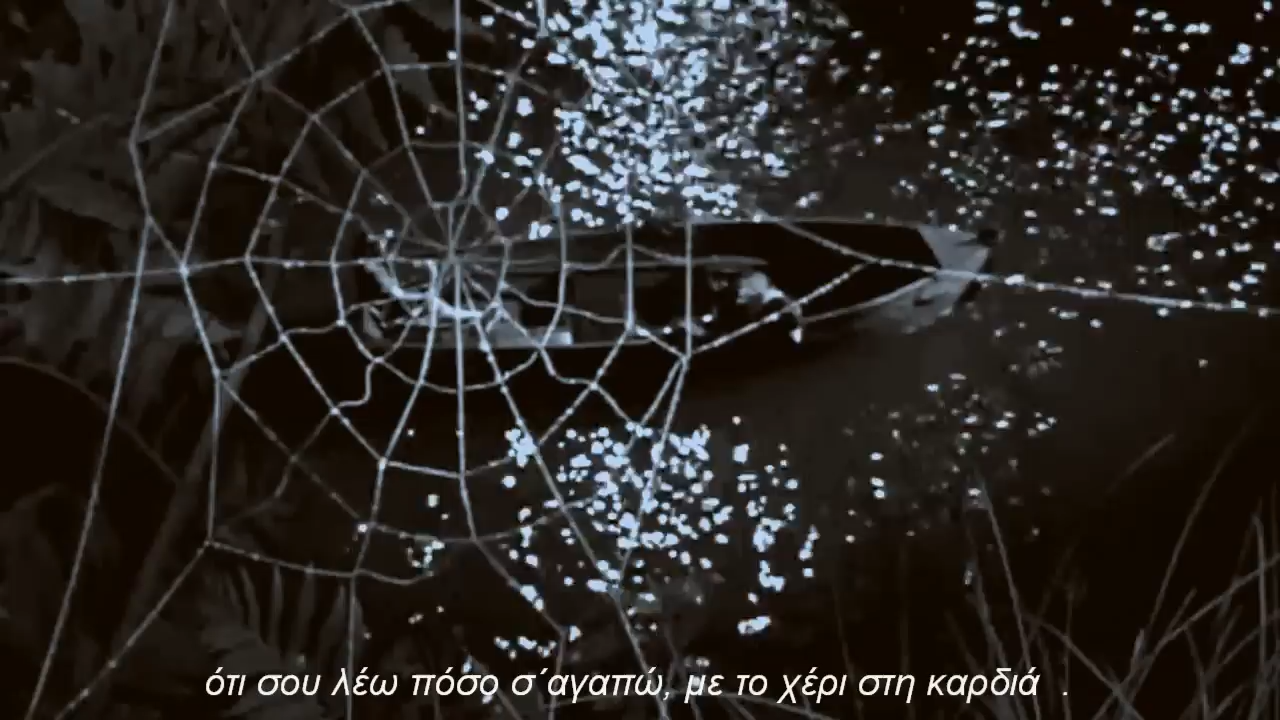 ότι σου λέω πόσο σ΄αγαπώ, με το χέρι στη καρδιά .